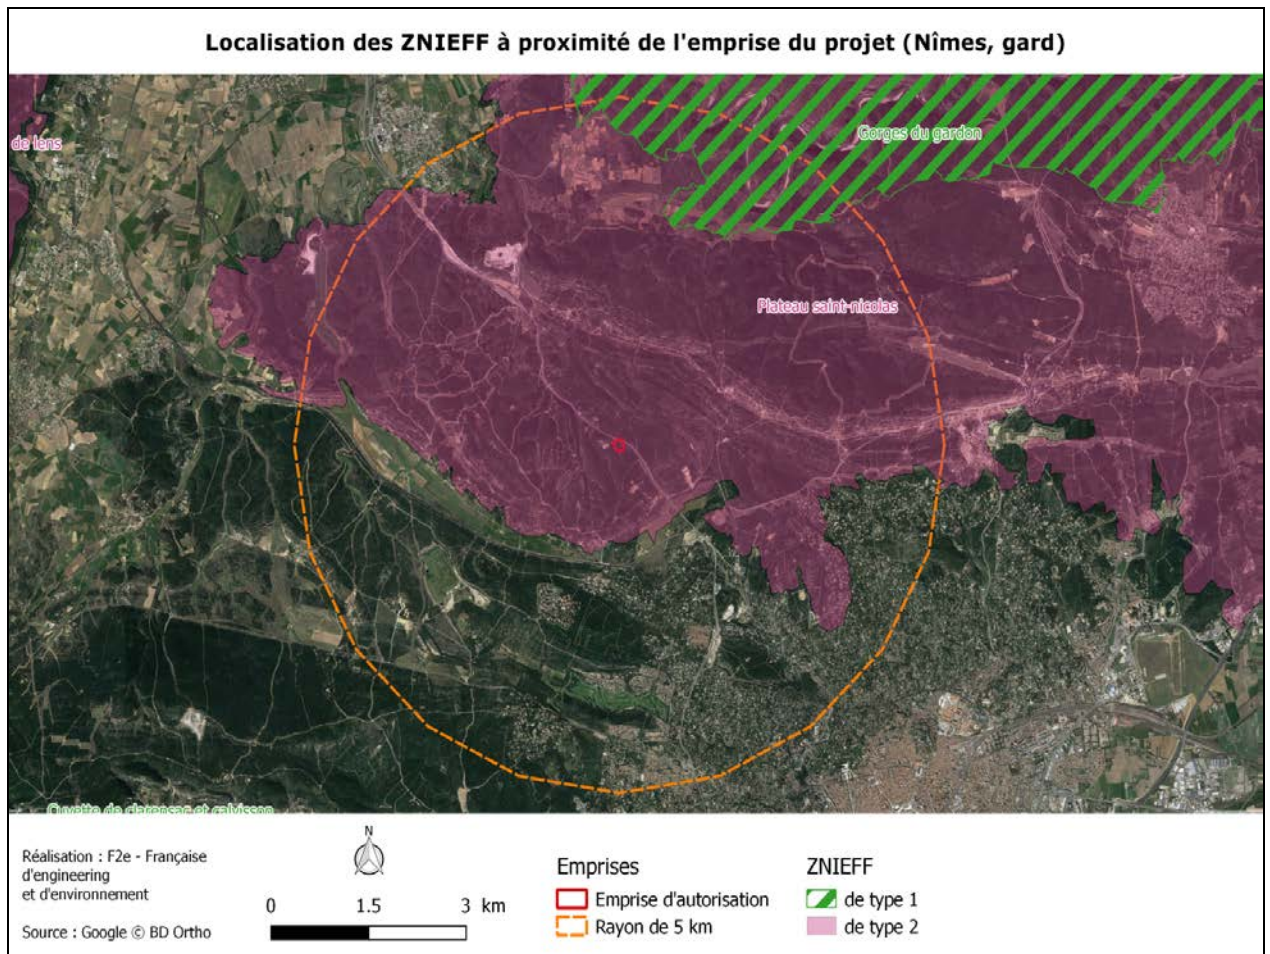 Localisation des ZNIEFF à proximité de l'emprise du projet (Nîmes, gard)
de lens
Gorges du gardon
Plateau saint-nicolas
Cuvette de clarensac et calvisson
Réalisation : F2e - Française
d'engineering
et d'environnement
Source : Google © BD Ortho
N
0 1.5 3 km
Emprises
Emprise d'autorisation
Rayon de 5 km
ZNIEFF
de type 1
de type 2